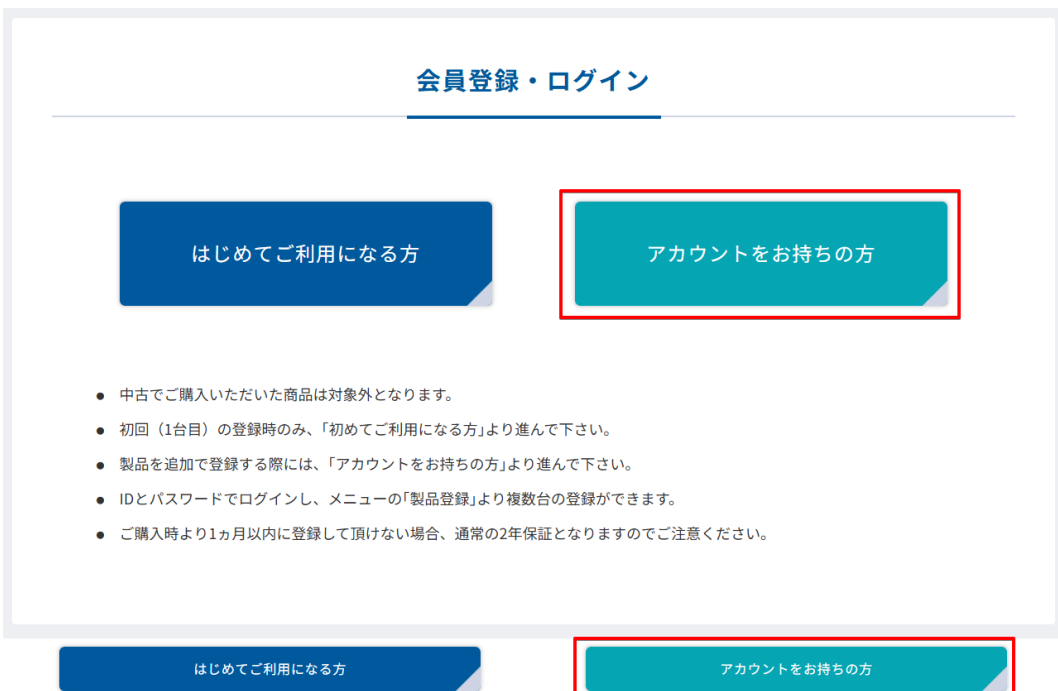 会員登録・ログイン
はじめてご利用になる方
アカウントをお持ちの方
● 中古でご購入いただいた商品は対象外となります。
● 初回（1台目）の登録時のみ、「初めてご利用になる方」より進んで下さい。
● 製品を追加で登録する際には、「アカウントをお持ちの方」より進んで下さい。
● IDとパスワードでログインし、メニューの「製品登録」より複数台の登録ができます。
● ご購入時より1ヵ月以内に登録して頂けない場合、通常の2年保証となりますのでご注意ください。
はじめてご利用になる方
アカウントをお持ちの方